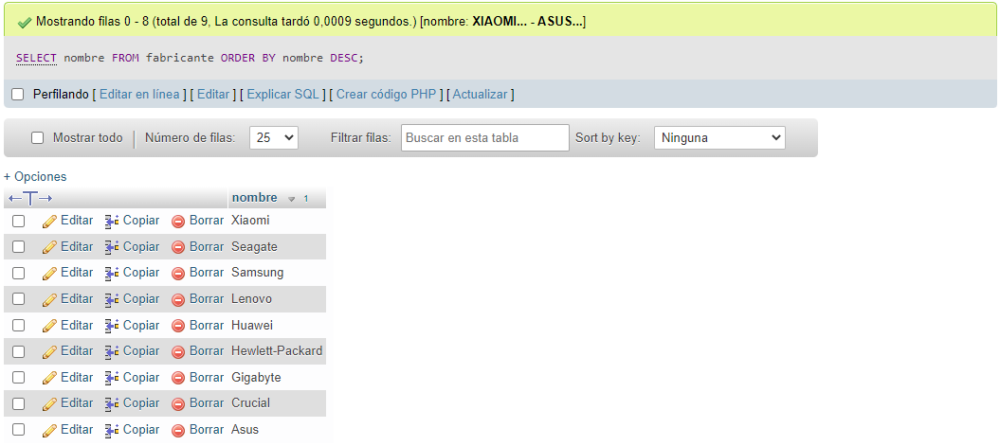 Mostrando filas 0 - 8 (total de 9, La consulta tardó 0,0009 segundos.) [nombre: XIAOMI... - ASUS...]
SELECT nombre FROM fabricante ORDER BY nombre DESC;
Perfilando [ Editar en línea ] [ Editar ] [ Explicar SQL ] [ Crear código PHP ] [ Actualizar ]
Mostrar todo | Número de filas: 25 Filtrar filas: Buscar en esta tabla Sort by key: Ninguna
+ Opciones
←T→ nombre 1
Editar Copiar Borrar Xiaomi
Editar Copiar Borrar Seagate
Editar Copiar Borrar Samsung
Editar Copiar Borrar Lenovo
Editar Copiar Borrar Huawei
Editar Copiar Borrar Hewlett-Packard
Editar Copiar Borrar Gigabyte
Editar Copiar Borrar Crucial
Editar Copiar Borrar Asus